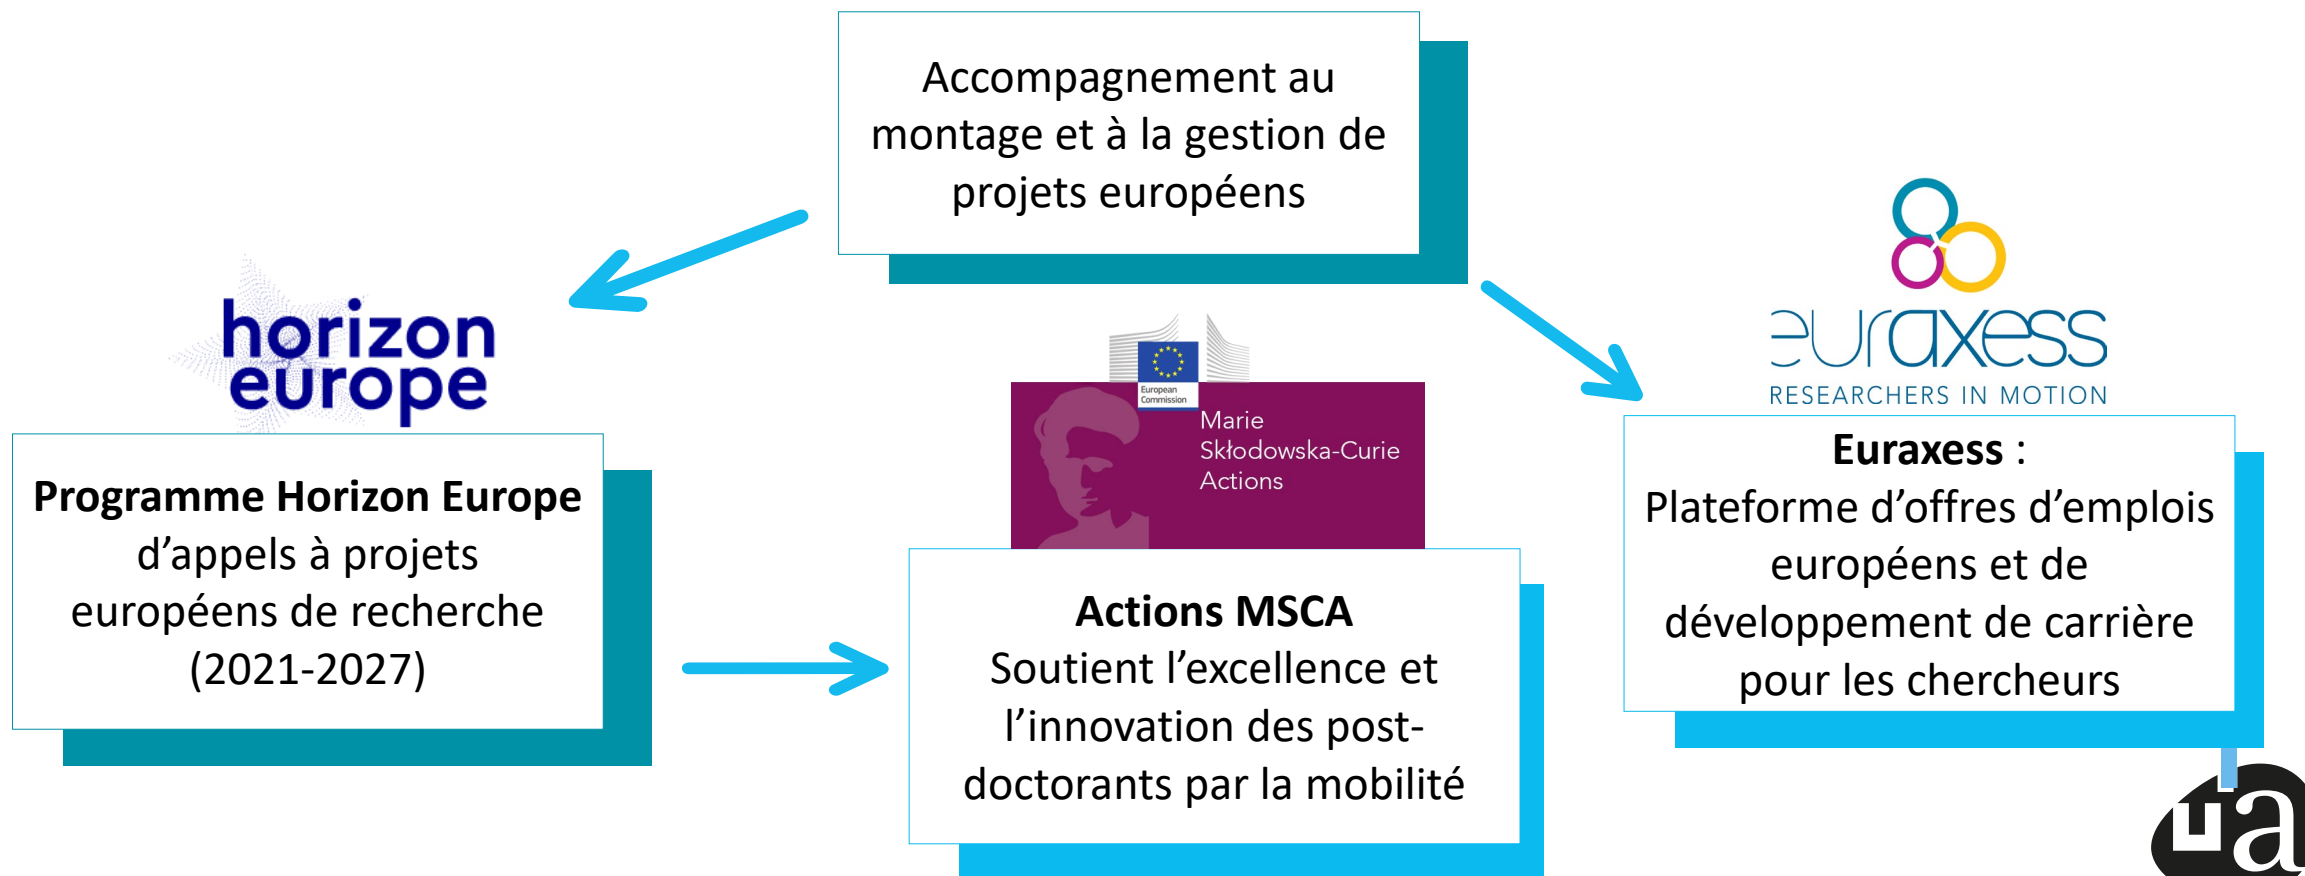 Accompagnement au
montage et à la gestion de
projets européens
horizon
europe
Programme Horizon Europe
d’appels à projets
européens de recherche
(2021-2027)
European
Commission
Marie
Skłodowska-Curie
Actions
Actions MSCA
Soutient l’excellence et
l’innovation des post-
doctorants par la mobilité
euraxess
RESEARCHERS IN MOTION
Euraxess :
Plateforme d’offres d’emplois
européens et de
développement de carrière
pour les chercheurs
ua